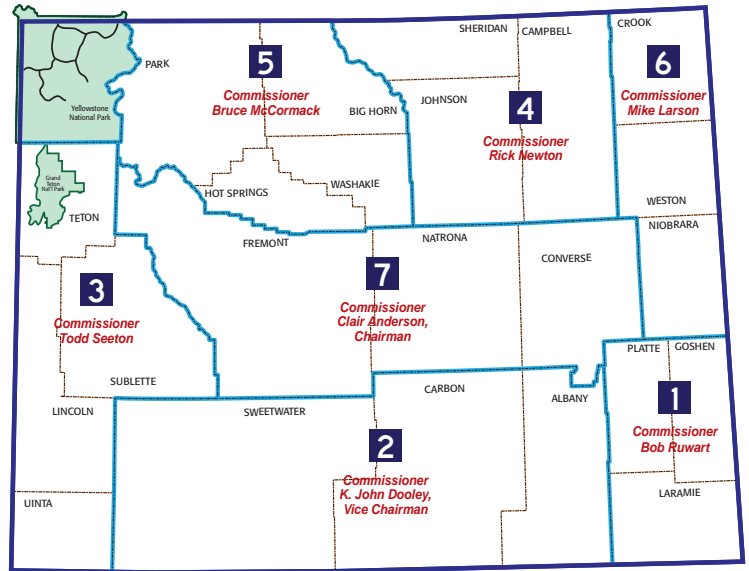 SHERIDAN
CAMPBELL
CROOK
PARK
5
6
Commissioner
Bruce McCormack
Commissioner
Mike Larson
Yellowstone
National Park
BIG HORN
JOHNSON
4
Commissioner
Rick Newton
Grand
Teton
Nat'l Park
TETON
HOT SPRINGS
WASHAKIE
WESTON
NIOBRARA
FREMONT
NATRONA
CONVERSE
3
Commissioner
Todd Seeton
7
Commissioner
Clair Anderson,
Chairman
PLATTE
GOSHEN
SUBLETTE
LINCOLN
SWEETWATER
CARBON
ALBANY
1
Commissioner
Bob Ruwart
2
Commissioner
K. John Dooley,
Vice Chairman
LARAMIE
UINTA